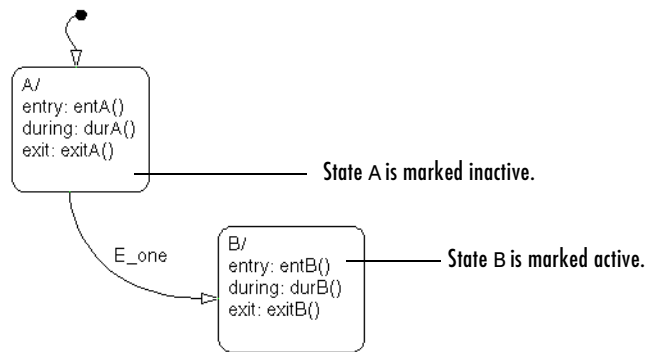 A/
entry: entA()
during: durA()
exit: exitA()
State A is marked inactive.
E_one
B/
entry: entB()
during: durB()
exit: exitB()
State B is marked active.